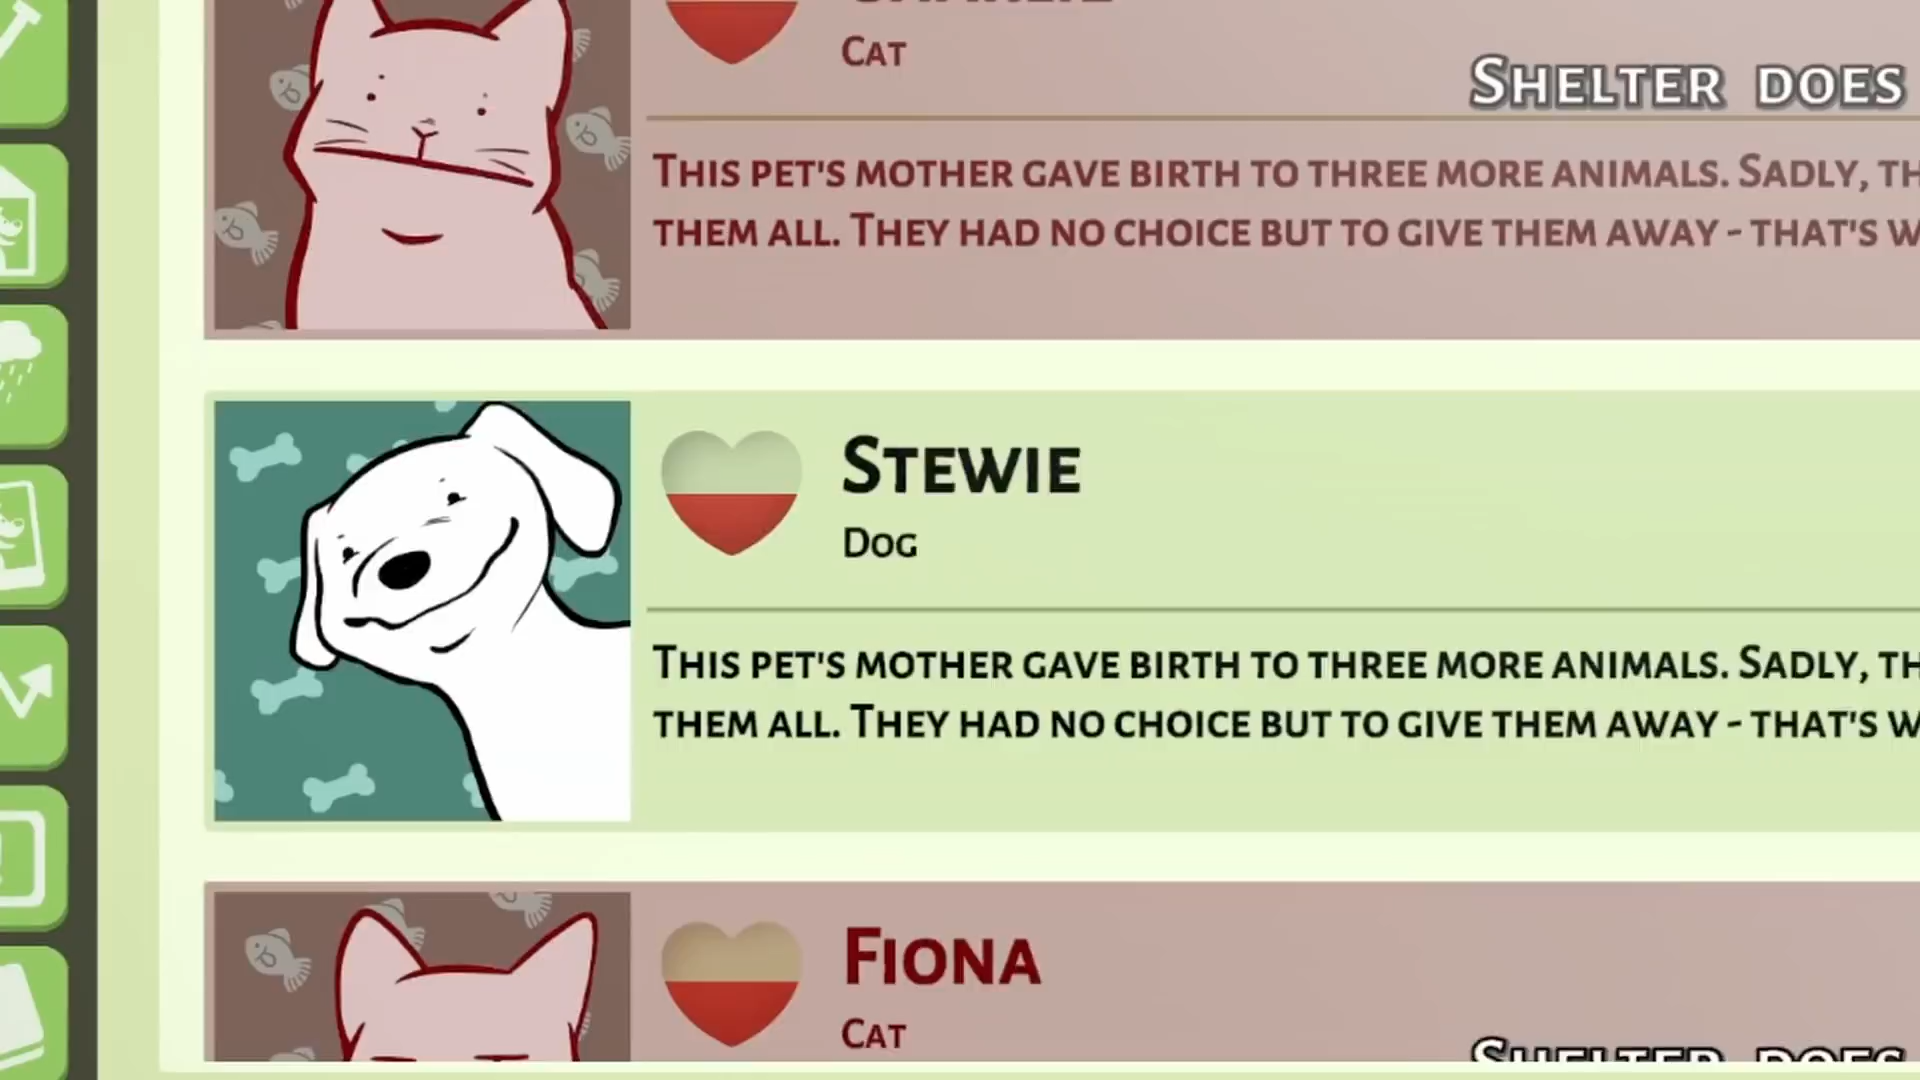 Cat
Shelter does
This pet's mother gave birth to three more animals. Sadly, th
them all. They had no choice but to give them away - that's w
Stewie
Dog
This pet's mother gave birth to three more animals. Sadly, th
them all. They had no choice but to give them away - that's w
Fiona
Cat
Shelter does